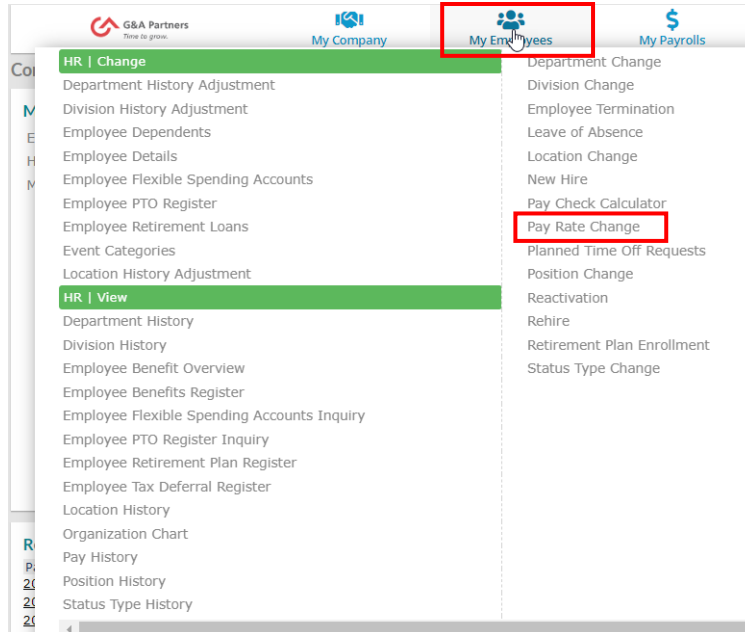 G&A Partners
Time to grow.
My Company
My Employees
My Payrolls
HR | Change
Department History Adjustment
Division History Adjustment
Employee Dependents
Employee Details
Employee Flexible Spending Accounts
Employee PTO Register
Employee Retirement Loans
Event Categories
Location History Adjustment
HR | View
Department History
Division History
Employee Benefit Overview
Employee Benefits Register
Employee Flexible Spending Accounts Inquiry
Employee PTO Register Inquiry
Employee Retirement Plan Register
Employee Tax Deferral Register
Location History
Organization Chart
Pay History
Position History
Status Type History
Department Change
Division Change
Employee Termination
Leave of Absence
Location Change
New Hire
Pay Check Calculator
Pay Rate Change
Planned Time Off Requests
Position Change
Reactivation
Rehire
Retirement Plan Enrollment
Status Type Change